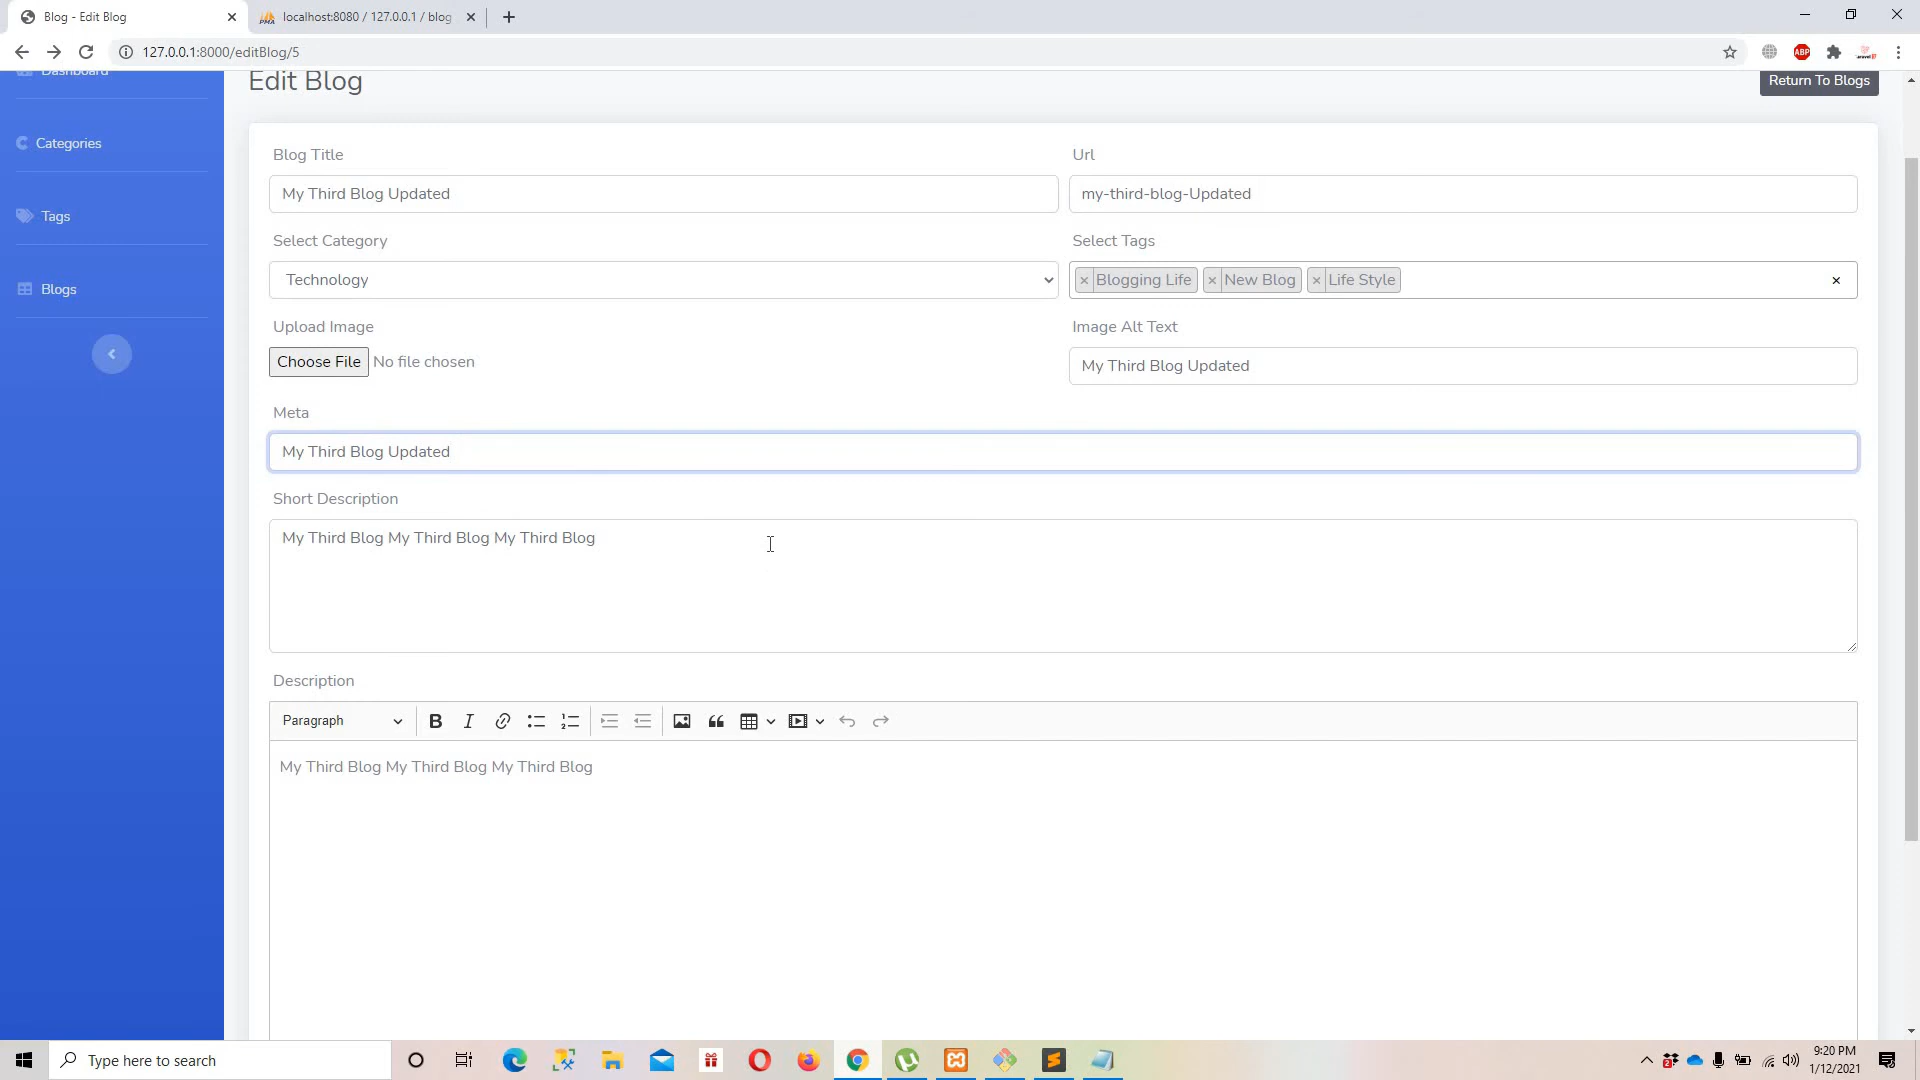 Blog - Edit Blog
localhost:8080 / 127.0.0.1 / blog
127.0.0.1:8000/editBlog/5
ABP
Dashboard
Edit Blog
Return To Blogs
Categories
Tags
Blogs
Blog Title
Url
My Third Blog Updated
my-third-blog-Updated
Select Category
Select Tags
Technology
× Blogging Life × New Blog × Life Style ×
Upload Image
Image Alt Text
Choose File No file chosen
My Third Blog Updated
Meta
My Third Blog Updated
Short Description
My Third Blog My Third Blog My Third Blog
Description
Paragraph
B I
My Third Blog My Third Blog My Third Blog
Type here to search
9:20 PM
1/12/2021